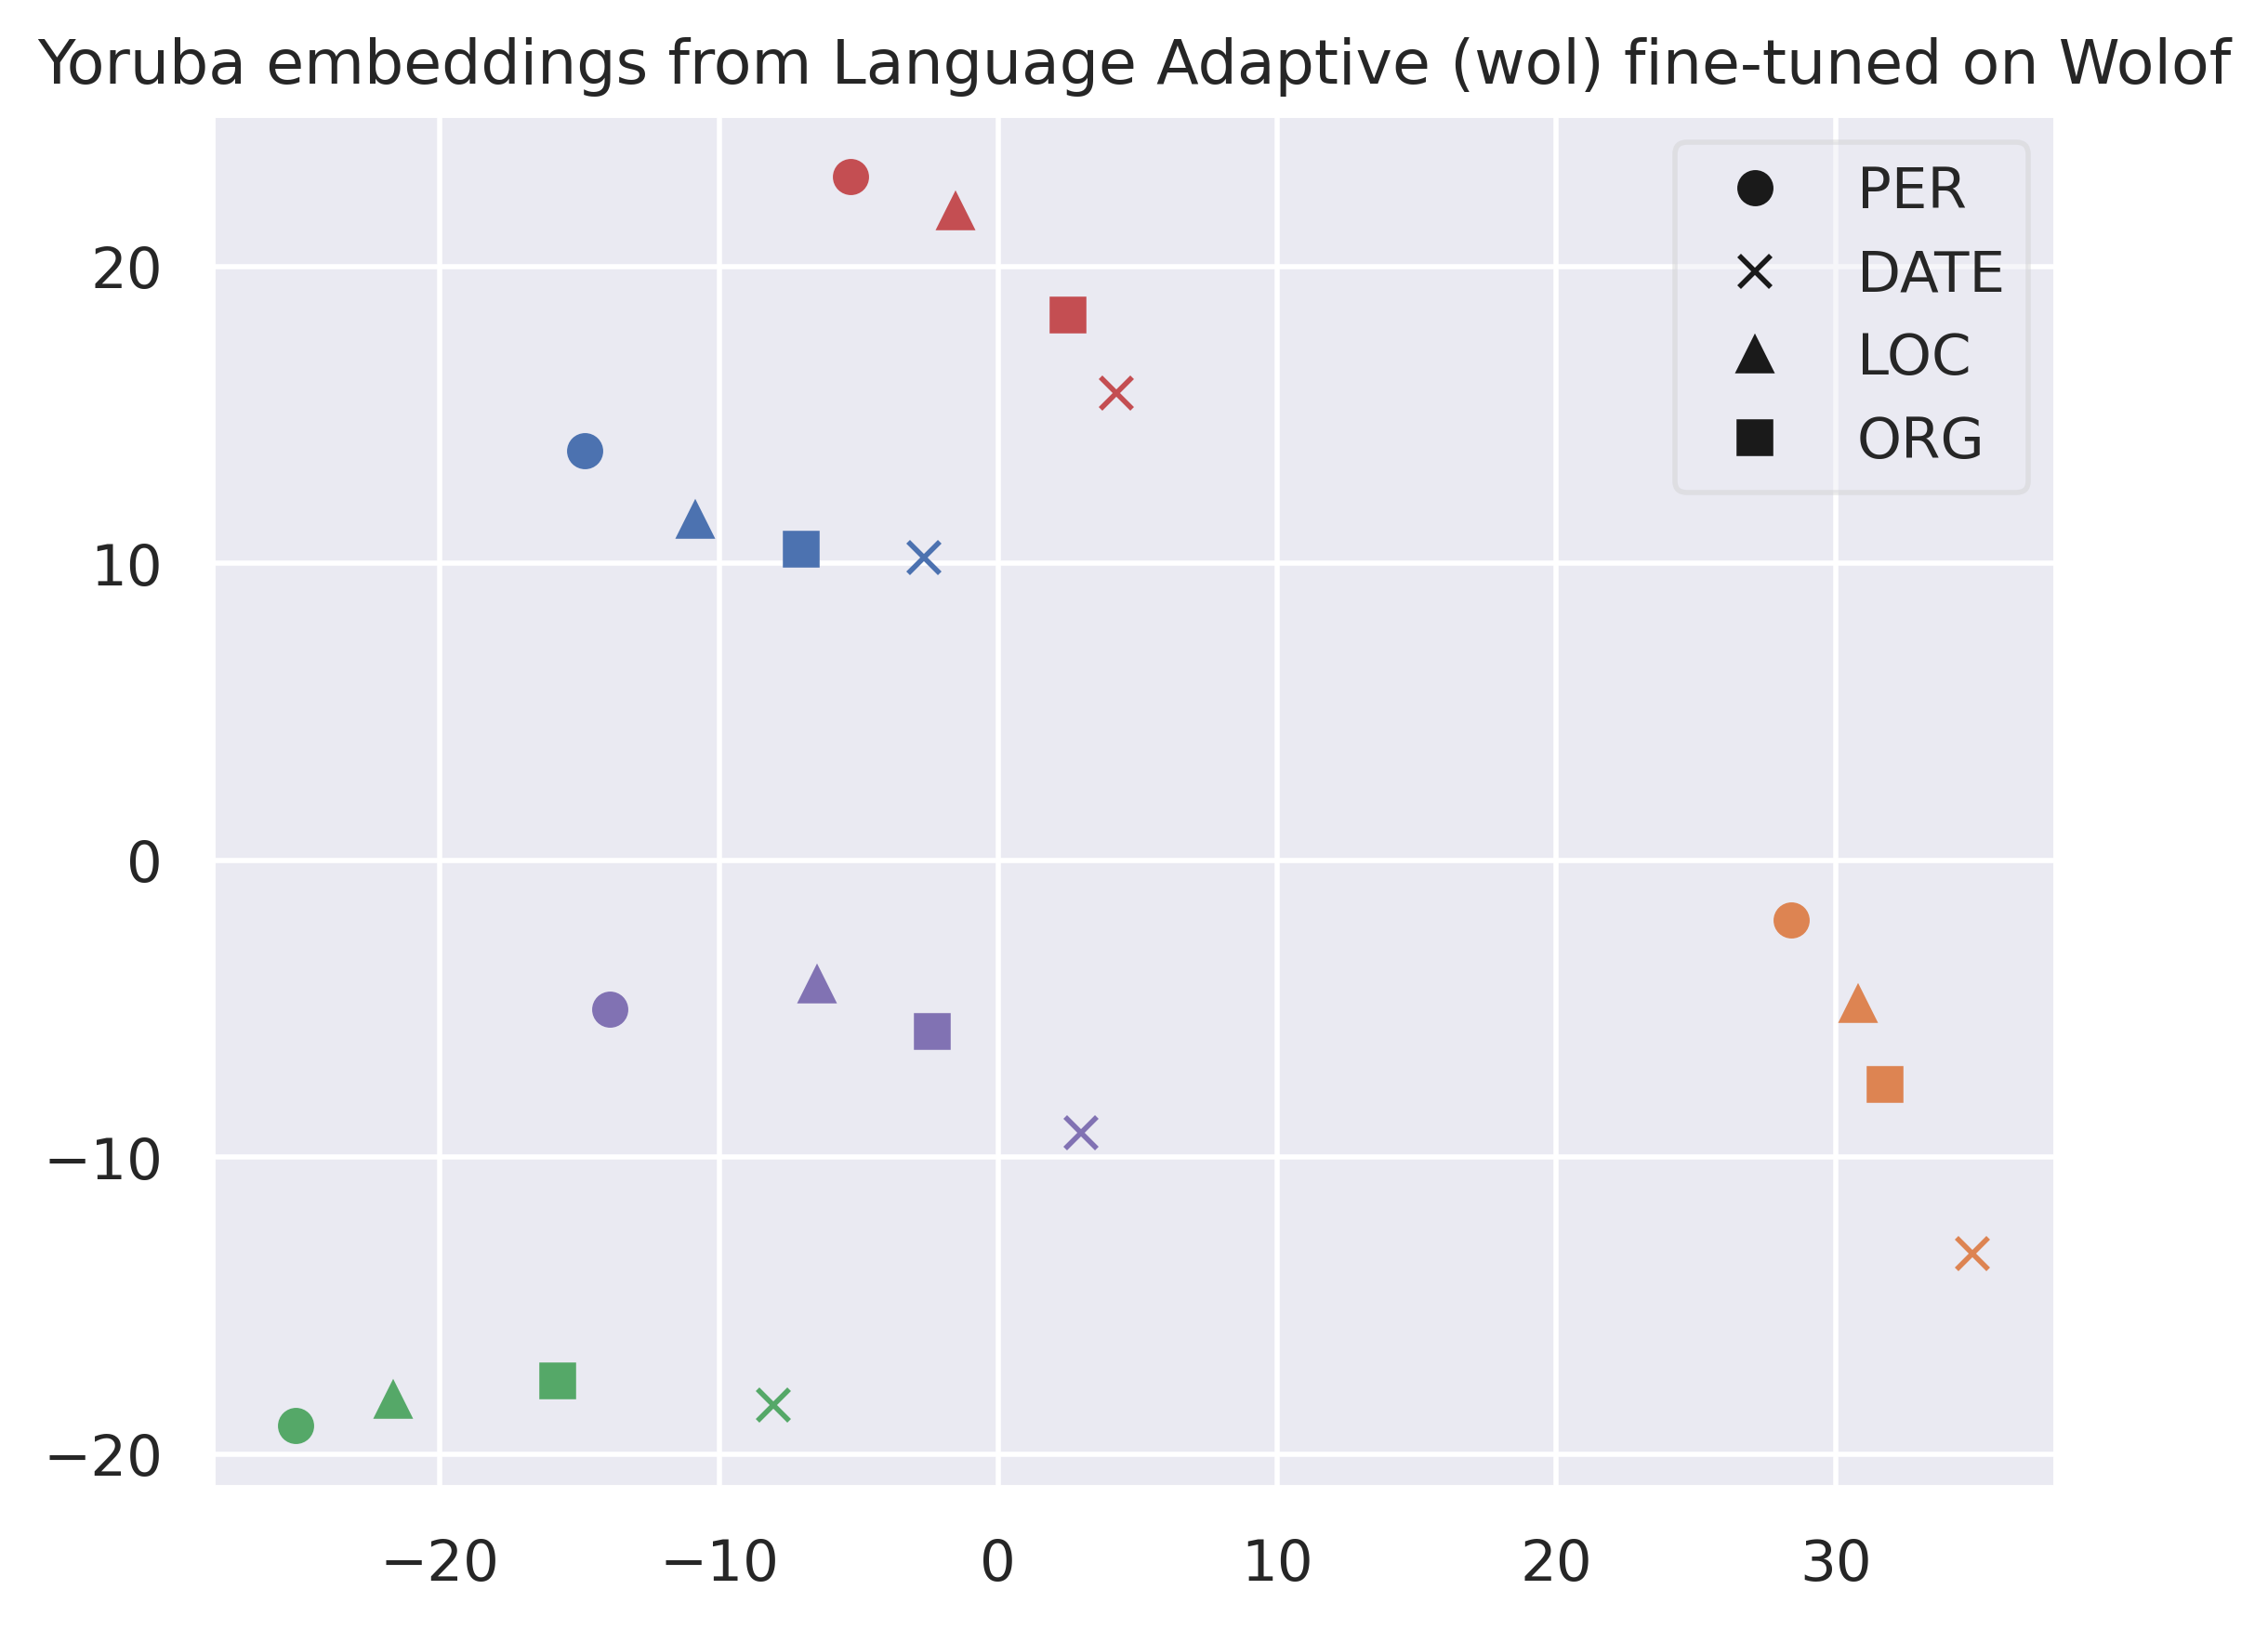 Yoruba embeddings from Language Adaptive (wol) fine-tuned on Wolof
PER
DATE
LOC
ORG
20
10
0
−10
−20
−20 −10 0 10 20 30